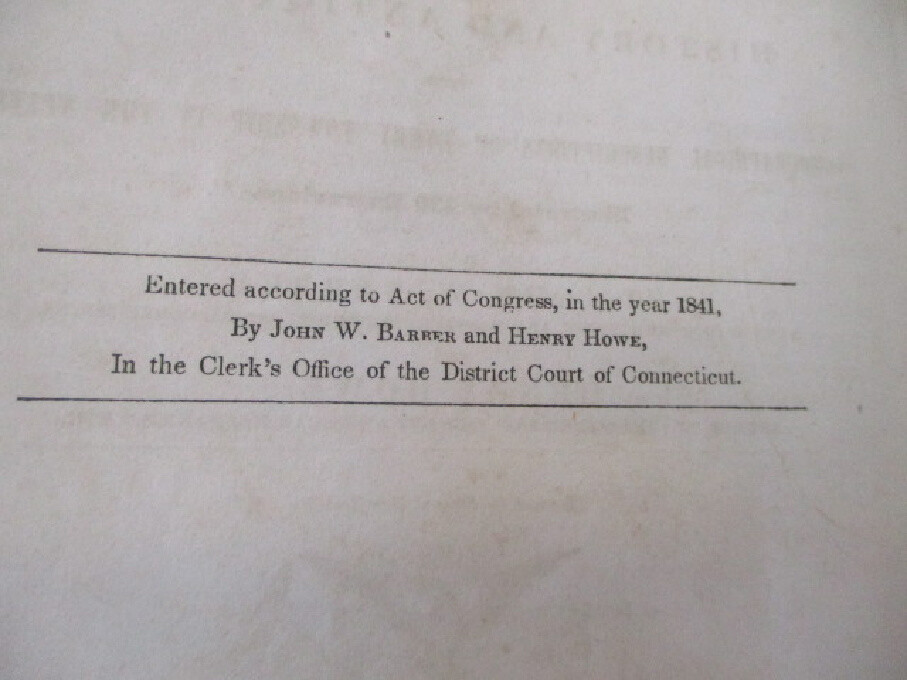 Entered according to Act of Congress, in the year 1841,
By JOHN W. BARBER and HENRY HOWE,
In the Clerk's Office of the District Court of Connecticut.